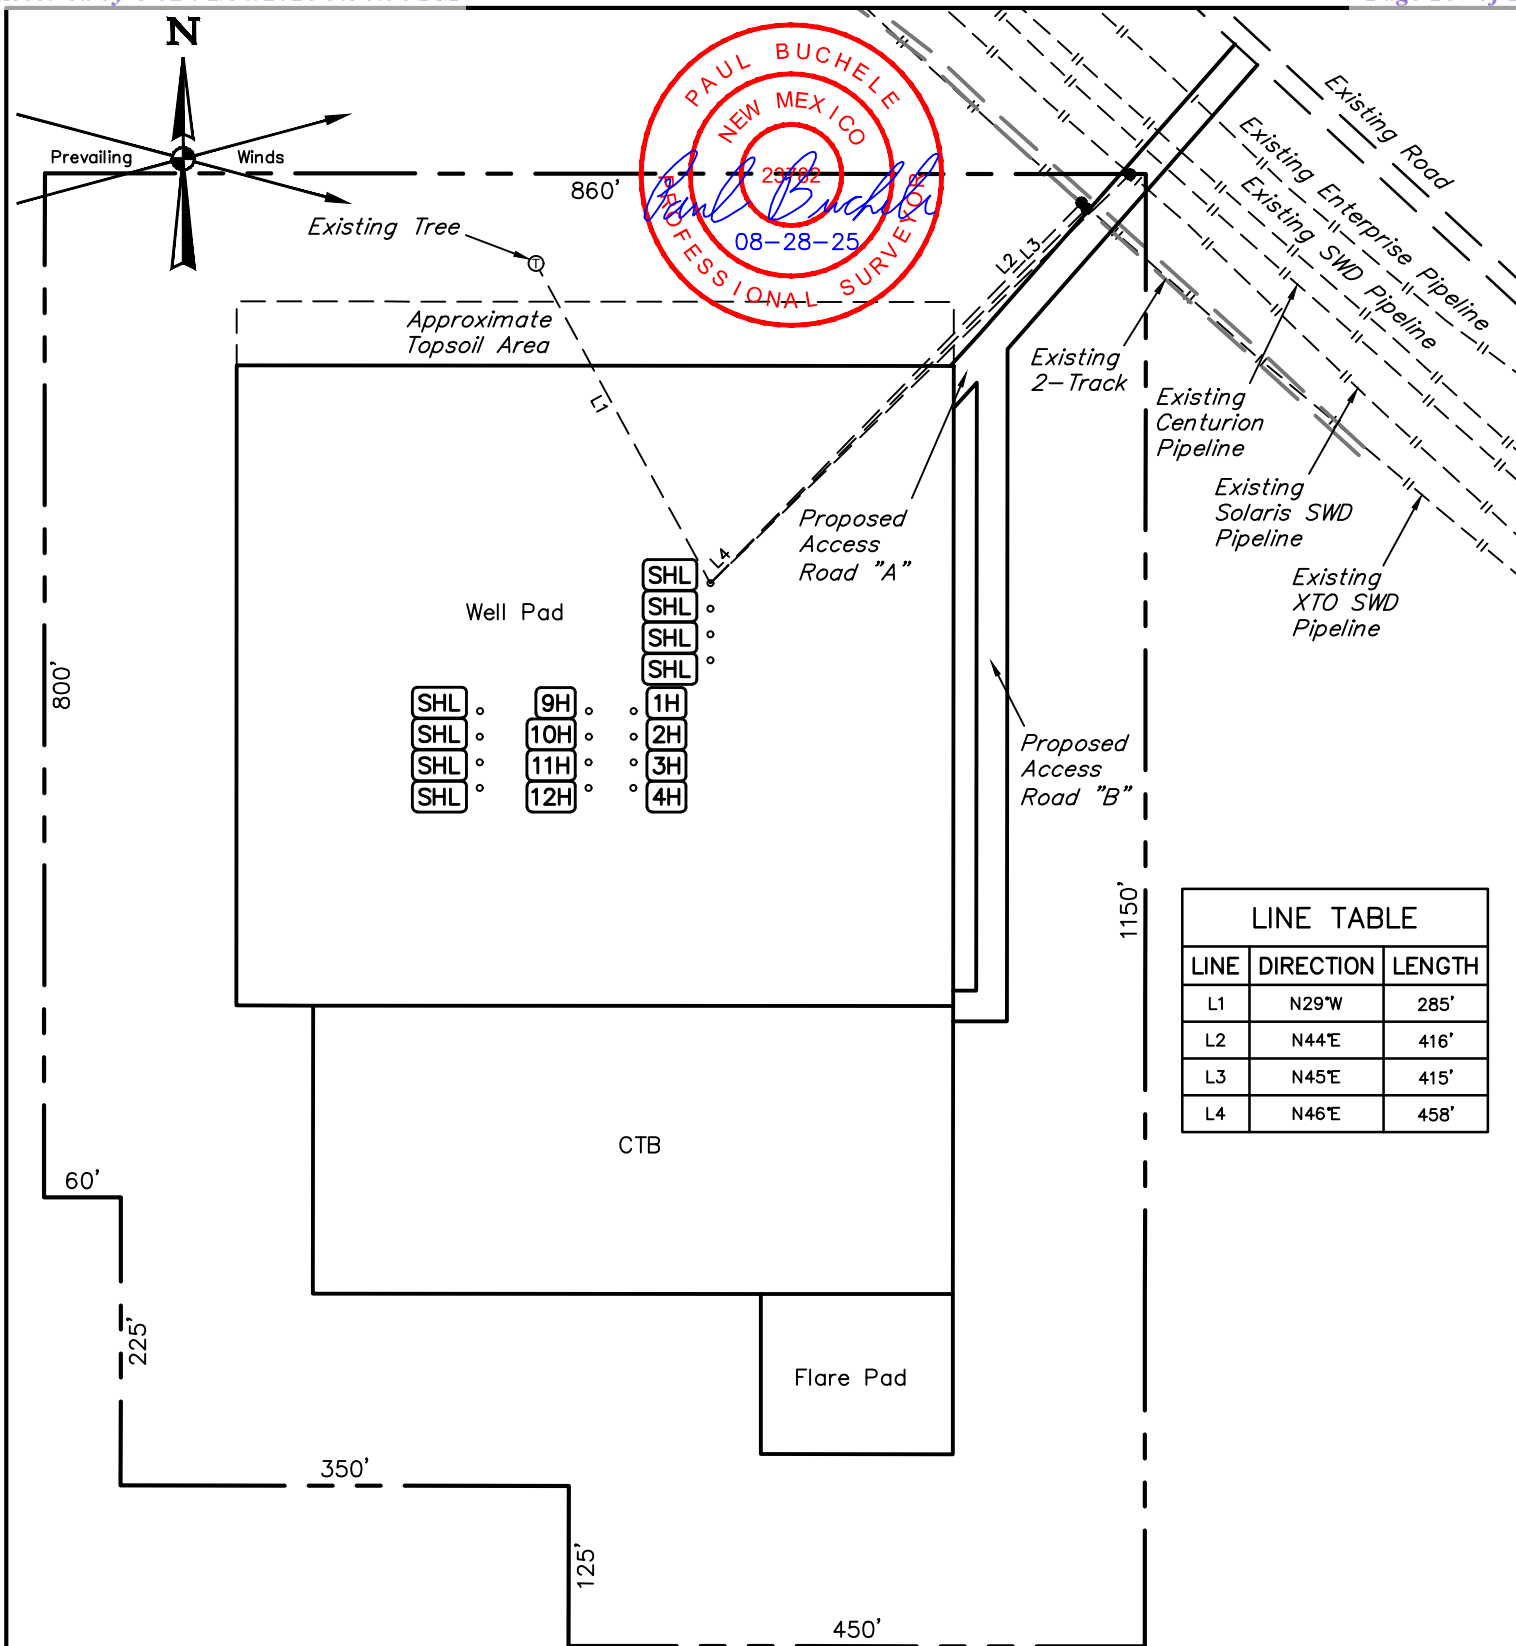 N
Prevailing Winds
860'
PAUL BUCHELE
NEW MEXICO
23782
PROFESSIONAL SURVEYOR
Paul Buchele
08-28-25
Existing Tree
Approximate
Topsoil Area
L1
L2
L3
L4
Existing Road
Existing Enterprise Pipeline
Existing SWD Pipeline
Existing
2-Track
Existing
Centurion
Pipeline
Existing
Solaris SWD
Pipeline
Existing
XTO SWD
Pipeline
Proposed
Access
Road "A"
Proposed
Access
Road "B"
Well Pad
SHL
SHL
SHL
SHL
SHL 9H 1H
SHL 10H 2H
SHL 11H 3H
SHL 12H 4H
800'
1150'
LINE TABLE
LINE DIRECTION LENGTH
L1 N29°W 285'
L2 N44°E 416'
L3 N45°E 415'
L4 N46°E 458'
CTB
60'
225'
Flare Pad
350'
125'
450'